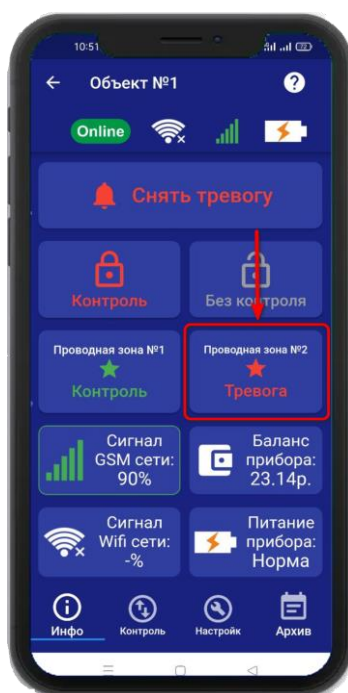 10:51
Объект №1
?
Online
Снять тревогу
Контроль
Без контроля
Проводная зона №1
Контроль
Проводная зона №2
Тревога
Сигнал
GSM сети:
90%
Баланс
прибора:
23.14р.
Сигнал
Wifi сети:
-%
Питание
прибора:
Норма
Инфо
Контроль
Настройк
Архив